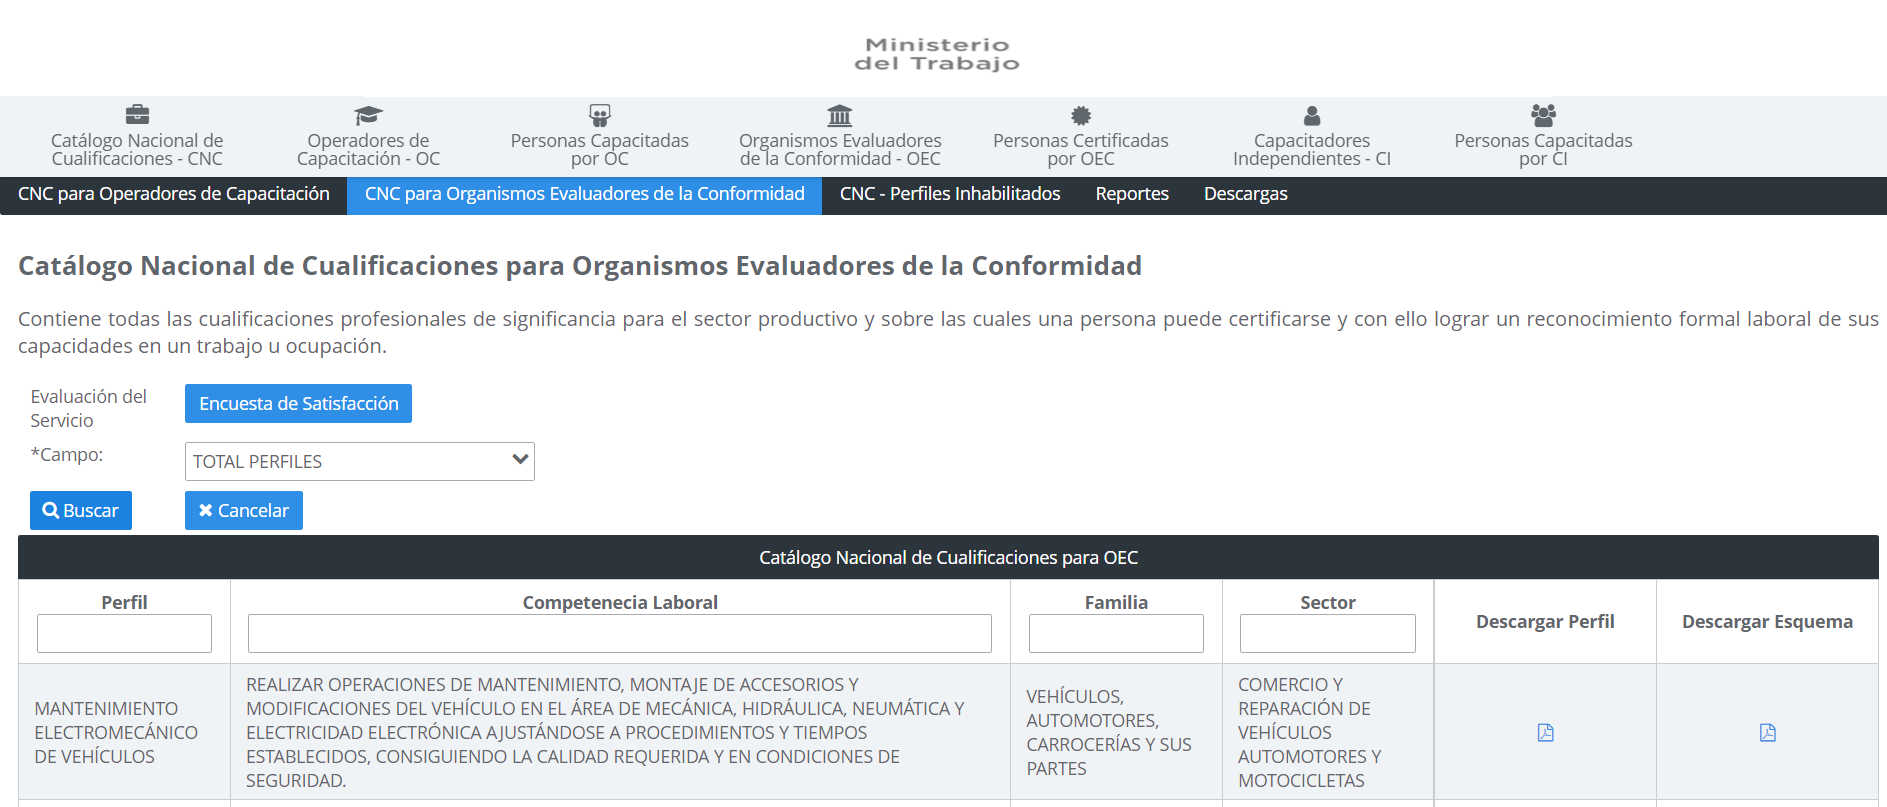 Ministerio
del Trabajo
Catálogo Nacional de
Cualificaciones - CNC
Operadores de
Capacitación - OC
Personas Capacitadas
por OC
Organismos Evaluadores
de la Conformidad - OEC
Personas Certificadas
por OEC
Capacitadores
Independientes - CI
Personas Capacitadas
por CI
CNC para Operadores de Capacitación
CNC para Organismos Evaluadores de la Conformidad
CNC - Perfiles Inhabilitados
Reportes
Descargas
Catálogo Nacional de Cualificaciones para Organismos Evaluadores de la Conformidad
Contiene todas las cualificaciones profesionales de significancia para el sector productivo y sobre las cuales una persona puede certificarse y con ello lograr un reconocimiento formal laboral de sus
capacidades en un trabajo u ocupación.
Evaluación del
Servicio
Encuesta de Satisfacción
*Campo:
TOTAL PERFILES
Buscar
Cancelar
Catálogo Nacional de Cualificaciones para OEC
Perfil
Competenecia Laboral
Familia
Sector
Descargar Perfil
Descargar Esquema
MANTENIMIENTO
ELECTROMECÁNICO
DE VEHÍCULOS
REALIZAR OPERACIONES DE MANTENIMIENTO, MONTAJE DE ACCESORIOS Y
MODIFICACIONES DEL VEHÍCULO EN EL ÁREA DE MECÁNICA, HIDRÁULICA, NEUMÁTICA Y
ELECTRICIDAD ELECTRÓNICA AJUSTÁNDOSE A PROCEDIMIENTOS Y TIEMPOS
ESTABLECIDOS, CONSIGUIENDO LA CALIDAD REQUERIDA Y EN CONDICIONES DE
SEGURIDAD.
VEHÍCULOS,
AUTOMOTORES,
CARROCERÍAS Y SUS
PARTES
COMERCIO Y
REPARACIÓN DE
VEHÍCULOS
AUTOMOTORES Y
MOTOCICLETAS